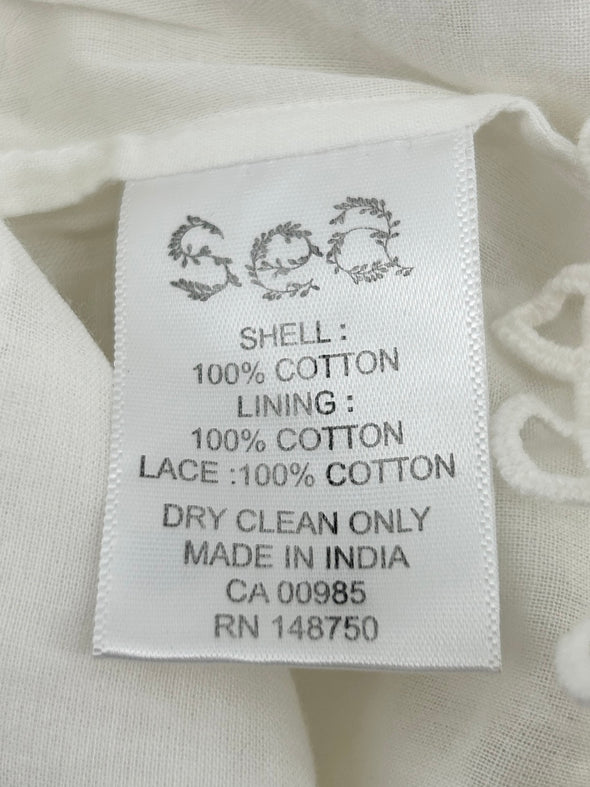 Sea
SHELL :
100% COTTON
LINING :
100% COTTON
LACE :100% COTTON
DRY CLEAN ONLY
MADE IN INDIA
CA 00985
RN 148750